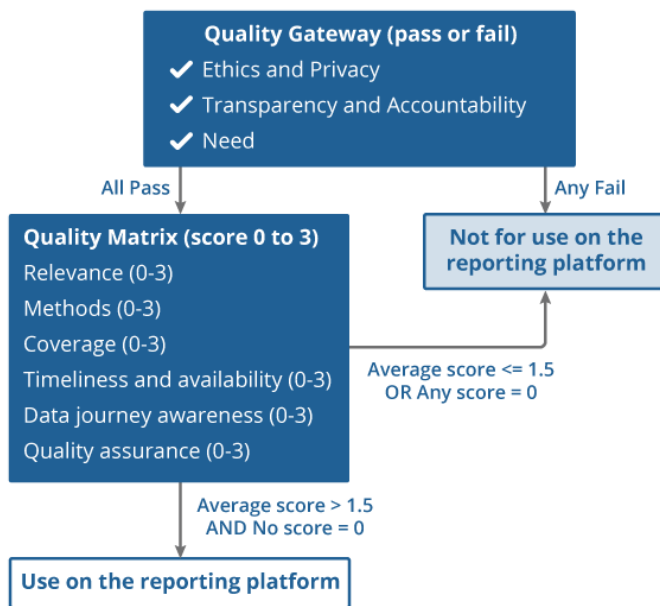 Quality Gateway (pass or fail)
✓ Ethics and Privacy
✓ Transparency and Accountability
✓ Need
All Pass
Any Fail
Quality Matrix (score 0 to 3)
Relevance (0-3)
Methods (0-3)
Coverage (0-3)
Timeliness and availability (0-3)
Data journey awareness (0-3)
Quality assurance (0-3)
Not for use on the
reporting platform
Average score <= 1.5
OR Any score = 0
Average score > 1.5
AND No score = 0
Use on the reporting platform